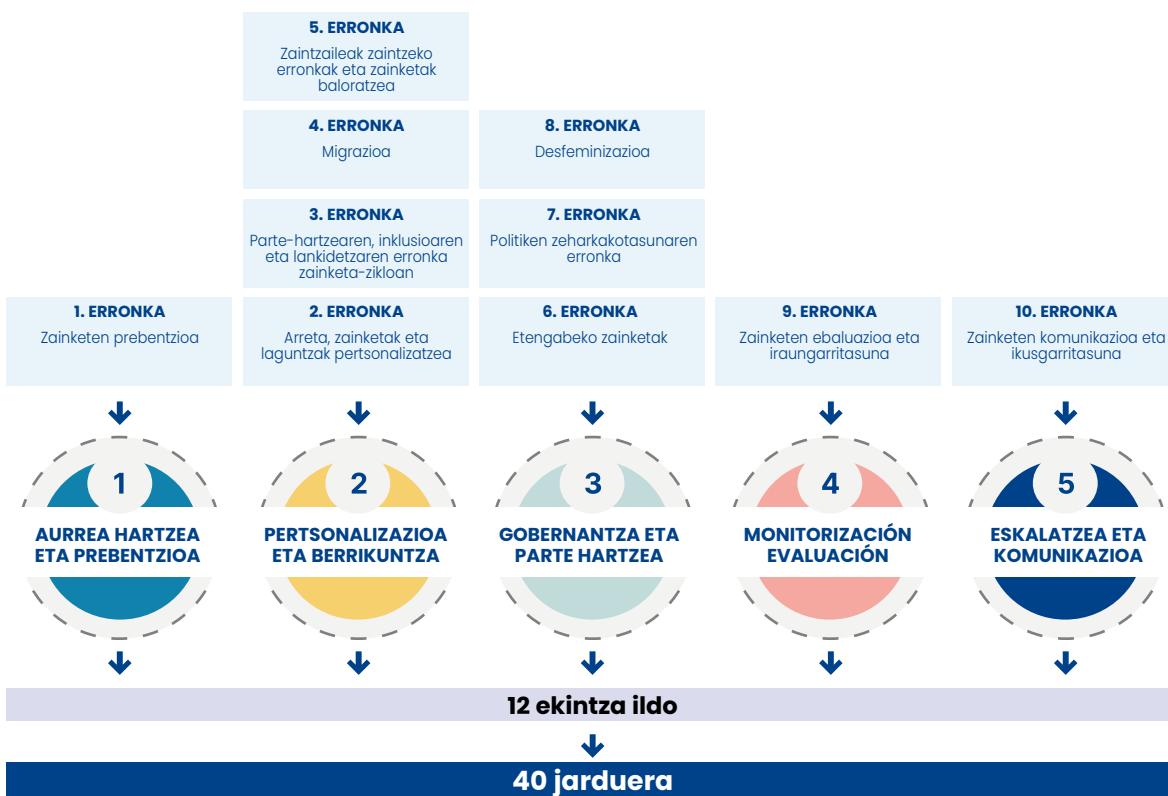 5. ERRONKA
Zaintzaileak zaintzeko
erronkak eta zainketak
baloratzea
4. ERRONKA
Migrazioa
8. ERRONKA
Desfeminizazioa
3. ERRONKA
Parte-hartzearen, inklusioaren
eta lankidetzaren erronka
zainketa-zikloan
7. ERRONKA
Politiken zeharkakotasunaren
erronka
1. ERRONKA
Zainketen prebentzioa
2. ERRONKA
Arreta, zainketak eta
laguntzak pertsonalizatzea
6. ERRONKA
Etengabeko zainketak
9. ERRONKA
Zainketen ebaluazioa eta
iraungarritasuna
10. ERRONKA
Zainketen komunikazioa eta
ikusgarritasuna
1
AURREA HARTZEA
ETA PREBENTZIOA
2
PERTSONALIZAZIOA
ETA BERRIKUNTZA
3
GOBERNANTZA ETA
PARTE HARTZEA
4
MONITORIZACIÓN
EVALUACIÓN
5
ESKALATZEA ETA
KOMUNIKAZIOA
12 ekintza ildo
40 jarduera